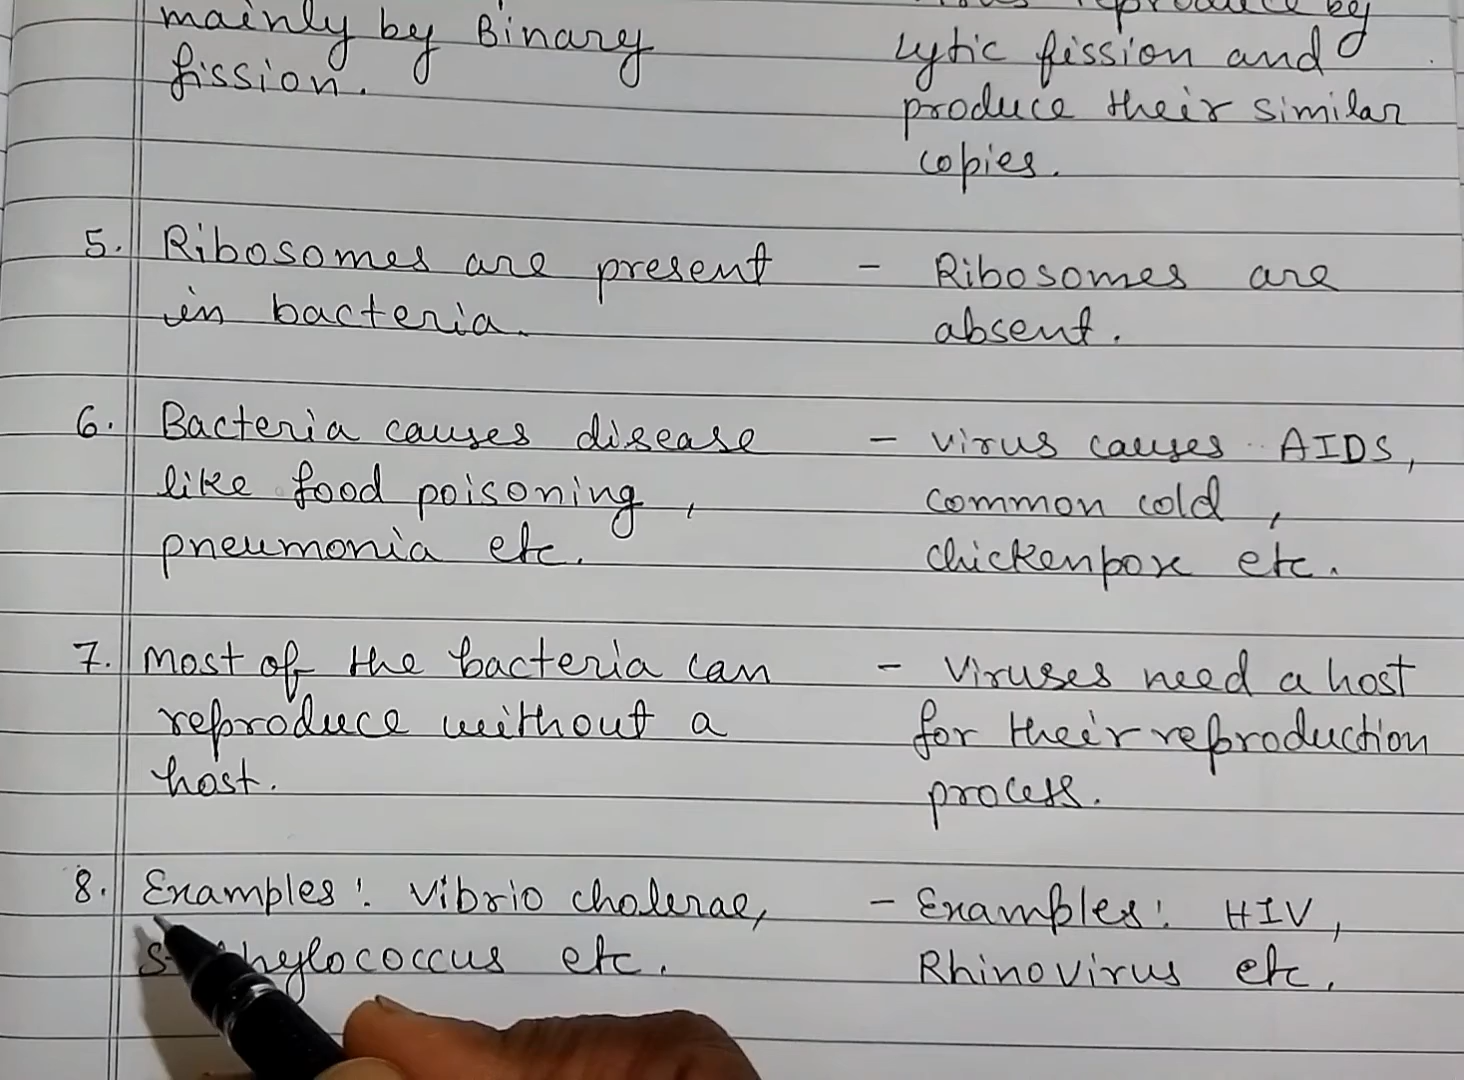 mainly by Binary
fission.
reproduce by
lytic fission and
produce their similar
copies.
5. Ribosomes are present
in bacteria.
- Ribosomes are
absent.
6. Bacteria causes disease
like food poisoning,
pneumonia etc.
- virus causes AIDS,
common cold,
chickenpox etc.
7. Most of the bacteria can
reproduce without a
host.
- Viruses need a host
for their reproduction
process.
8. Examples: Vibrio cholerae,
etc.
- Examples: HIV,
Rhinovirus etc.